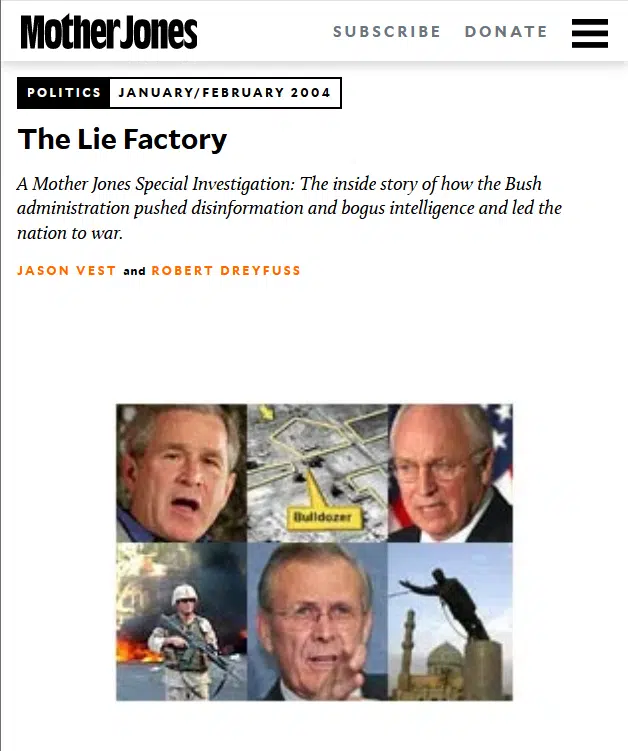 Mother Jones
SUBSCRIBE DONATE
POLITICS JANUARY/FEBRUARY 2004
The Lie Factory
A Mother Jones Special Investigation: The inside story of how the Bush
administration pushed disinformation and bogus intelligence and led the
nation to war.
JASON VEST and ROBERT DREYFUSS
Bulldozer